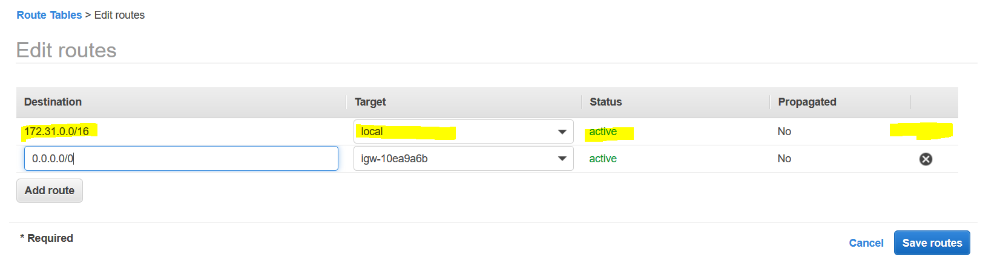 Route Tables > Edit routes
Edit routes
Destination Target Status Propagated
172.31.0.0/16 local active No
0.0.0.0/0 igw-10ea9a6b active No
Add route
* Required
Cancel Save routes